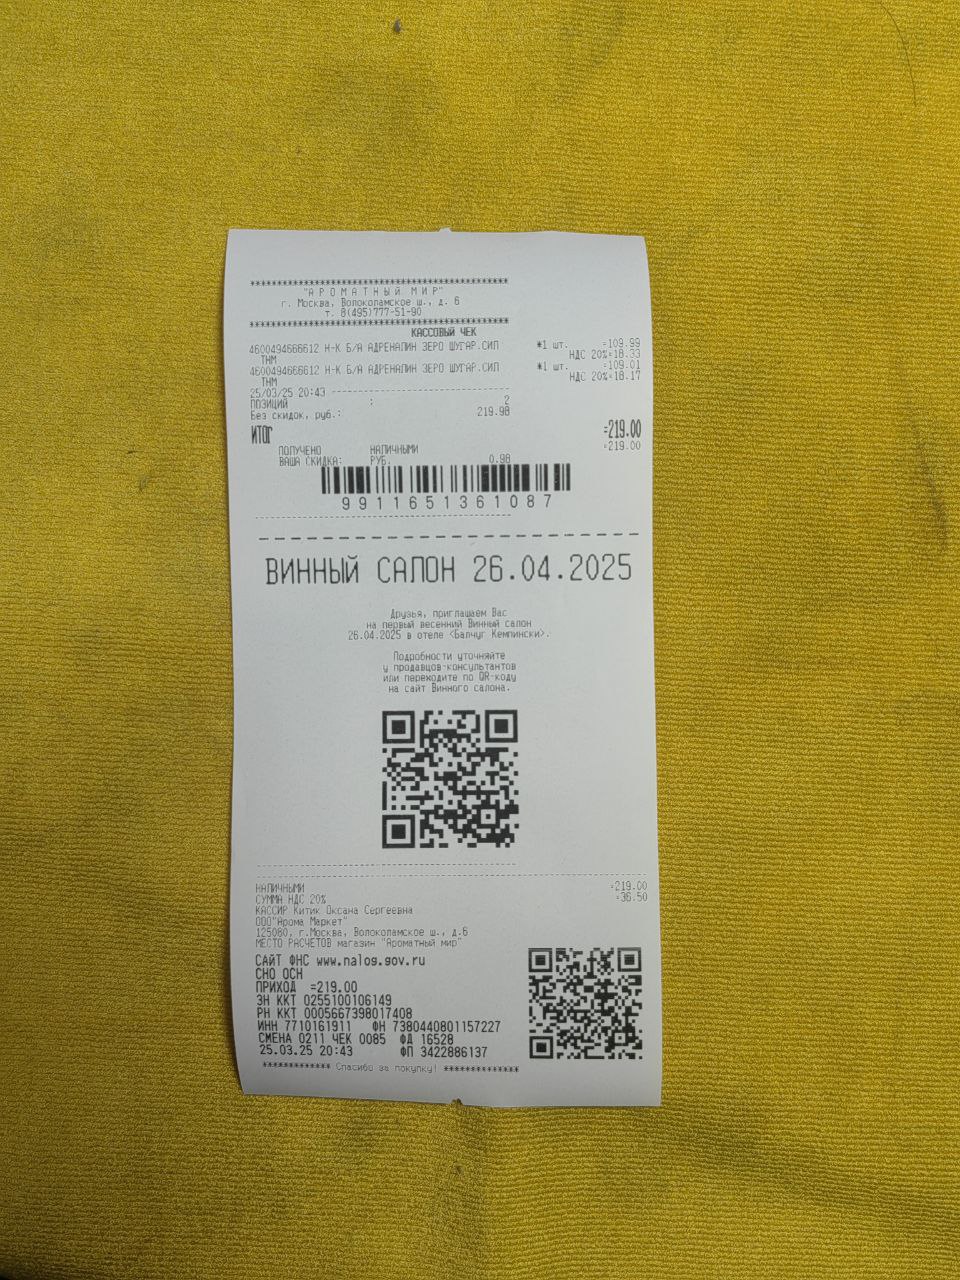 ************************************************
"АРОМАТНЫЙ МИР"
г. Москва, Волоколамское ш., д. 6
т. 8(495)777-51-90
************************************************
КАССОВЫЙ ЧЕК
4600494666612 Н-К Б/А АДРЕНАЛИН ЗЕРО ШУГАР.СИЛ *1 шт. =109.99
ТНМ НДС 20%=18.33
4600494666612 Н-К Б/А АДРЕНАЛИН ЗЕРО ШУГАР.СИЛ *1 шт. =109.01
ТНМ НДС 20%=18.17
25/03/25 20:43 ------------------------------
ПОЗИЦИЙ : 2
Без скидок, руб.: 219.98
ИТОГ =219.00
ПОЛУЧЕНО НАЛИЧНЫМИ =219.00
ВАША СКИДКА: РУБ. 0.98
9911651361087
ВИННЫЙ САЛОН 26.04.2025
Друзья, приглашаем Вас
на первый весенний Винный салон
26.04.2025 в отеле <Балчуг Кемпински>.
Подробности уточняйте
у продавцов-консультантов
или переходите по QR-коду
на сайт Винного салона.
НАЛИЧНЫМИ =219.00
СУММА НДС 20% =36.50
КАССИР Китик Оксана Сергеевна
ООО"Арома Маркет"
125080, г.Москва, Волоколамское ш., д.6
МЕСТО РАСЧЕТОВ магазин "Ароматный мир"
САЙТ ФНС www.nalog.gov.ru
СНО ОСН
ПРИХОД =219.00
ЗН ККТ 0255100106149
РН ККТ 0005667398017408
ИНН 7710161911 ФН 7380440801157227
СМЕНА 0211 ЧЕК 0085 ФД 16528
25.03.25 20:43 ФП 3422886137
************* Спасибо за покупку! **************